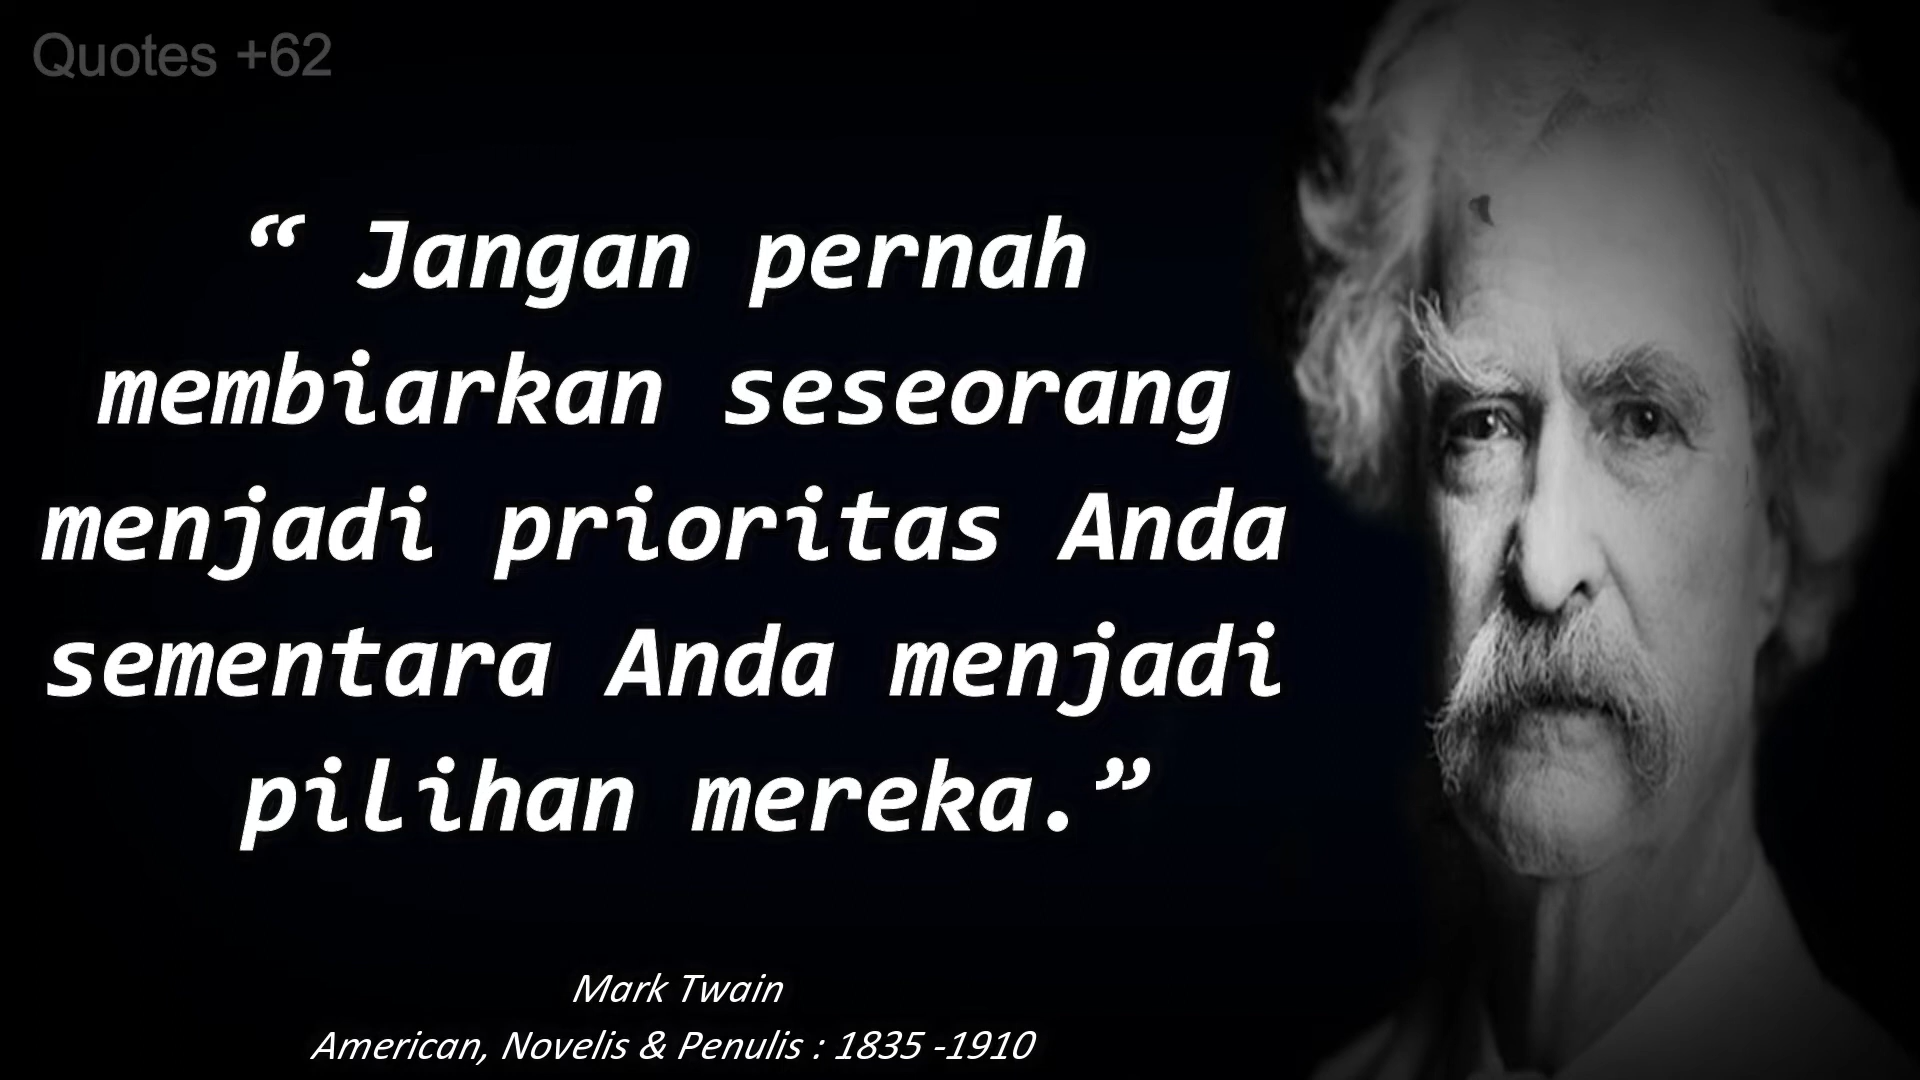 Quotes +62
“ Jangan pernah
membiarkan seseorang
menjadi prioritas Anda
sementara Anda menjadi
pilihan mereka.”
Mark Twain
American, Novelis & Penulis : 1835 -1910